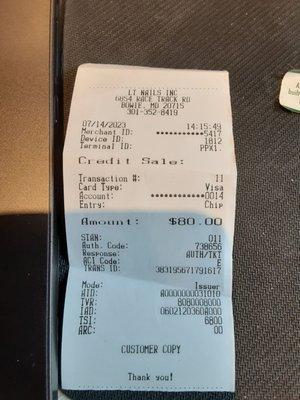 LT NAILS INC
6854 RACE TRACK RD
BOWIE, MD 20715
301-352-8419
07/14/2023 14:15:49
Merchant ID: ************5417
Device ID: 1812
Terminal ID: PPX1.
Credit Sale:
Transaction #: 11
Card Type: Visa
Account: ************0014
Entry: Chip
Amount: $80.00
STAN: 011
Auth. Code: 738656
Response: AUTH/TKT
ACI Code: E
TRANS ID: 383195671791617
Mode: Issuer
AID: A0000000031010
TVR: 8080008000
IAD: 0602120360A000
TSI: 6800
ARC: 00
CUSTOMER COPY
Thank you!